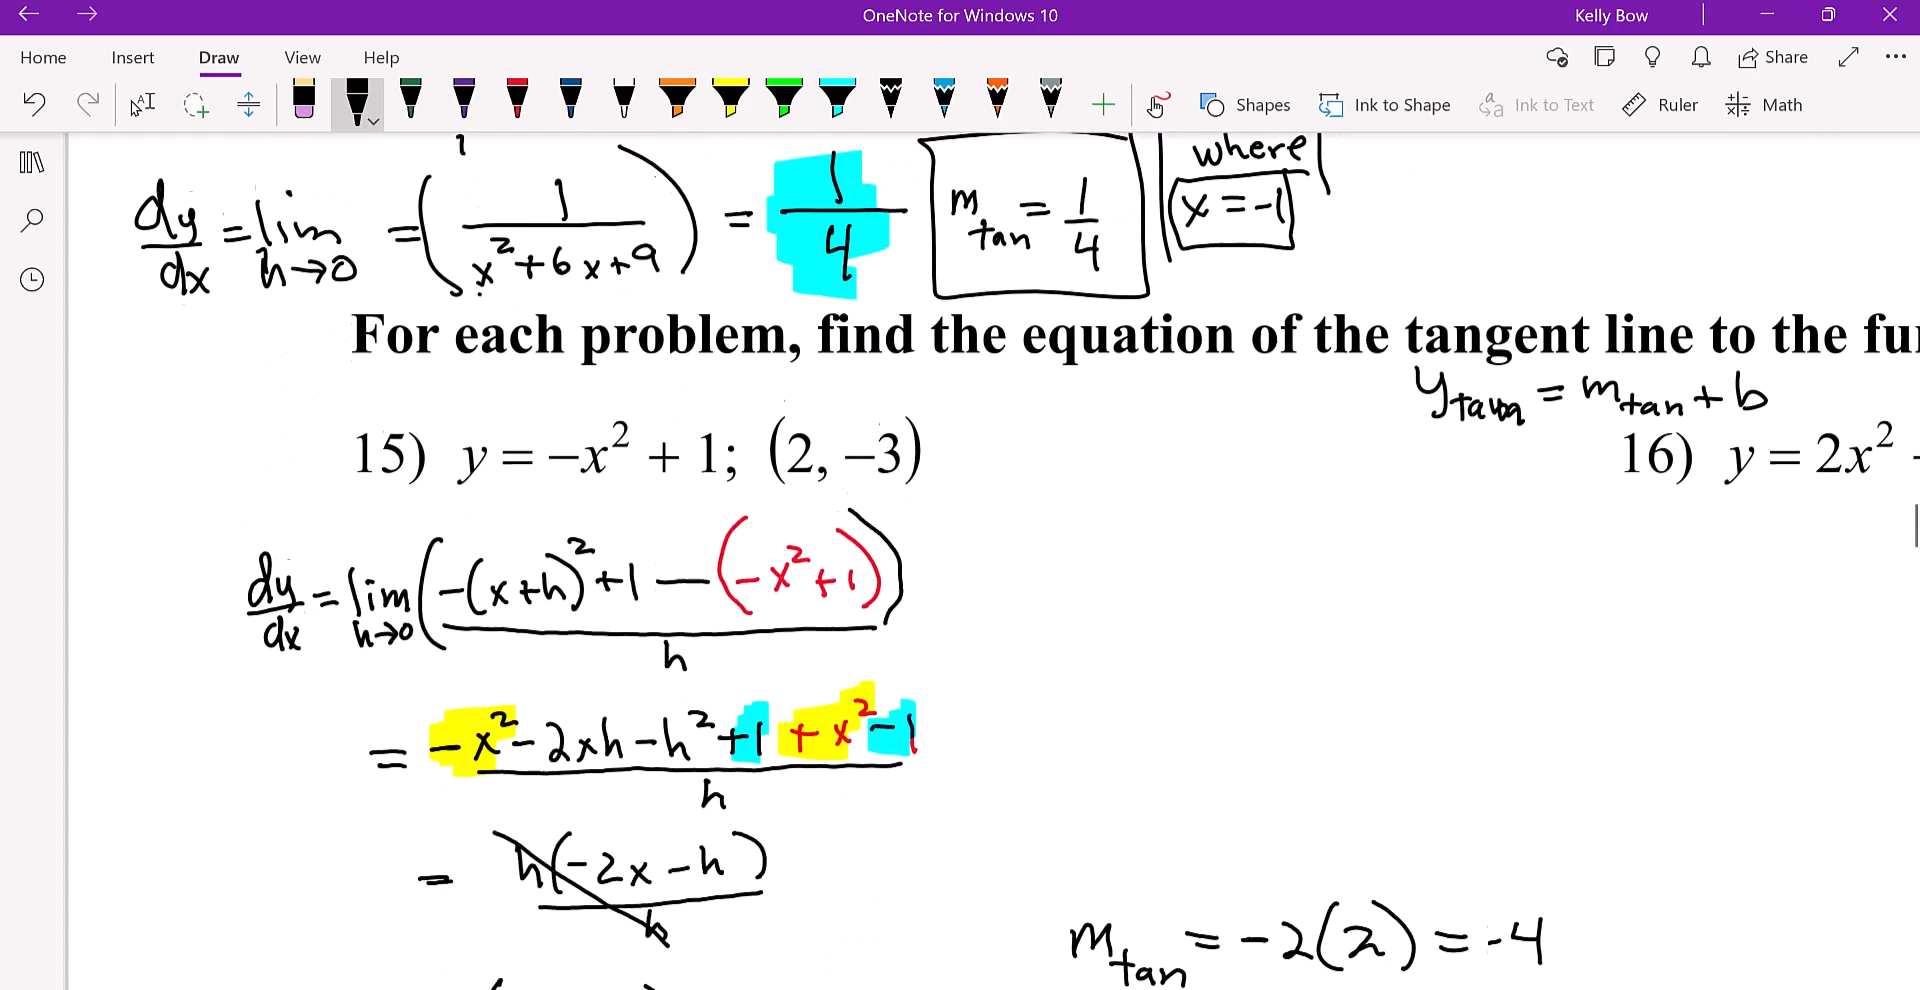 OneNote for Windows 10
Kelly Bow
Home Insert Draw View Help
Share
Shapes Ink to Shape Ink to Text Ruler Math
where
dy/dx = lim h→0 = (1/(x²+6x+9)) = 1/4
m tan = 1/4
x = -1
For each problem, find the equation of the tangent line to the fu
= m tan + b
15) y = −x² + 1; (2, −3)
16) y = 2x² -
dy/dx = lim h→0 (-(x+h)²+1 — (-x²+1))/h
= (-x² - 2xh - h² + 1 + x² - 1)/h
= h(-2x - h)/h
m tan = -2(2) = -4